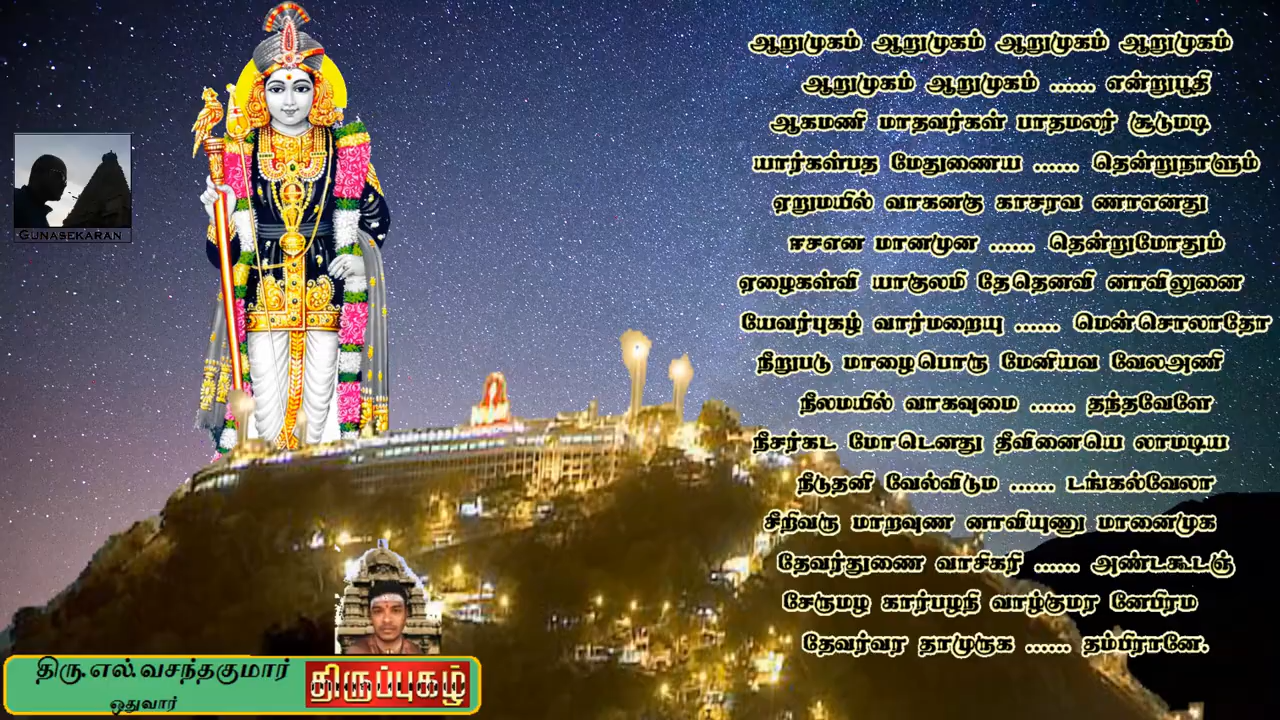 ஆறுமுகம் ஆறுமுகம் ஆறுமுகம் ஆறுமுகம்
ஆறுமுகம் ஆறுமுகம் ...... என்றுபூதி
ஆகமணி மாதவர்கள் பாதமலர் சூடுமடி
யார்கள்பத மேதுணைய ...... தென்றுநாளும்
ஏறுமயில் வாகனகு காசரவ ணாஎனது
ஈசஎன மானமுன ...... தென்றுமோதும்
ஏழைகள்வி யாகுலமி தேதெனவி னாவிலுனை
யேவர்புகழ் வார்மறையு ...... மென்சொலாதோ
நீறுபடு மாழைபொரு மேனியவ வேலஅணி
நீலமயில் வாகவுமை ...... தந்தவேளே
நீசர்கட மோடெனது தீவினையெ லாமடிய
நீடுதனி வேல்விடும ...... டங்கல்வேலா
சீறிவரு மாறவுண னாவியுணு மானைமுக
தேவர்துணை வாசிகரி ...... அண்டகூடஞ்
சேருமழ கார்பழநி வாழ்குமர னேபிரம
தேவர்வர தாமுருக ...... தம்பிரானே.
GUNASEKARAN
திரு.எல்.வசந்தகுமார்
ஓதுவார்
திருப்புகழ்